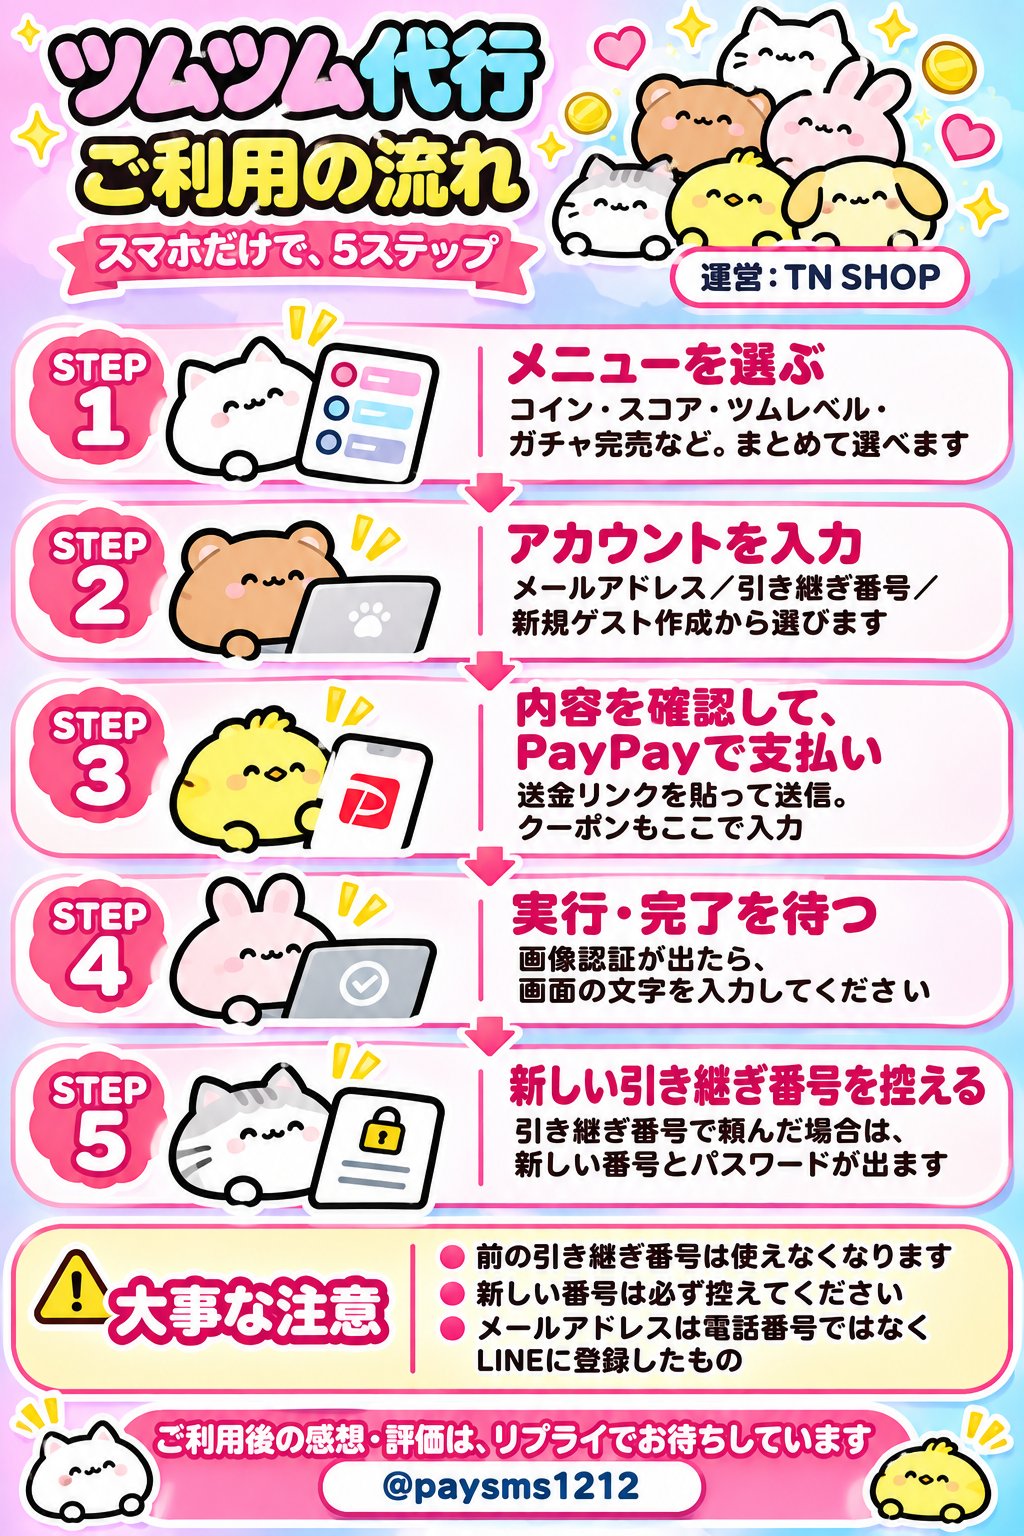 ツムツム代行
ご利用の流れ
スマホだけで、5ステップ
運営：TN SHOP
STEP
1
メニューを選ぶ
コイン・スコア・ツムレベル・
ガチャ完売など。まとめて選べます
STEP
2
アカウントを入力
メールアドレス／引き継ぎ番号／
新規ゲスト作成から選びます
STEP
3
内容を確認して、
PayPayで支払い
送金リンクを貼って送信。
クーポンもここで入力
STEP
4
実行・完了を待つ
画像認証が出たら、
画面の文字を入力してください
STEP
5
新しい引き継ぎ番号を控える
引き継ぎ番号で頼んだ場合は、
新しい番号とパスワードが出ます
大事な注意
前の引き継ぎ番号は使えなくなります
新しい番号は必ず控えてください
メールアドレスは電話番号ではなく
LINEに登録したもの
ご利用後の感想・評価は、リプライでお待ちしています
@paysms1212